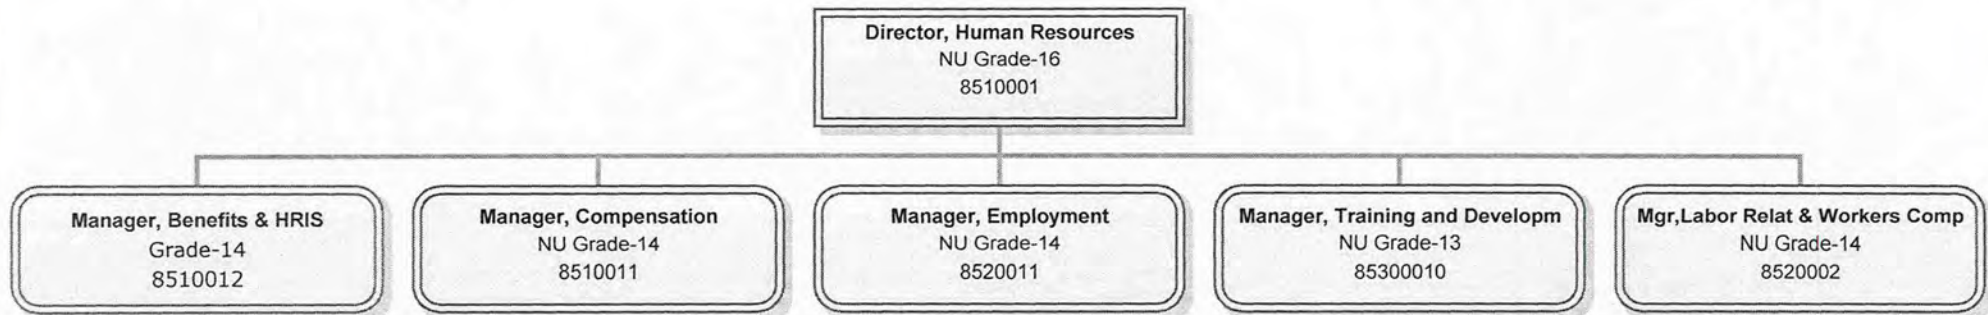 Director, Human Resources
NU Grade-16
8510001
Manager, Benefits & HRIS
Grade-14
8510012
Manager, Compensation
NU Grade-14
8510011
Manager, Employment
NU Grade-14
8520011
Manager, Training and Developm
NU Grade-13
85300010
Mgr,Labor Relat & Workers Comp
NU Grade-14
8520002